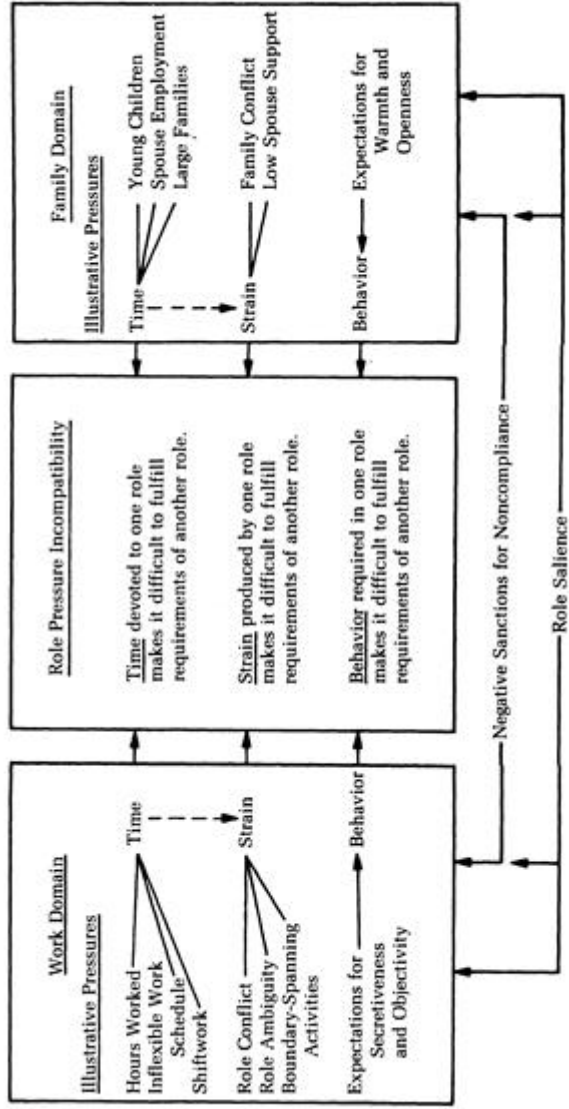 Work Domain
Illustrative Pressures
Hours Worked
Inflexible Work
Schedule
Shiftwork
Time
Role Conflict
Role Ambiguity
Boundary-Spanning
Activities
Strain
Expectations for
Secretiveness
and Objectivity
Behavior
Role Pressure Incompatibility
Time devoted to one role
makes it difficult to fulfill
requirements of another role.
Strain produced by one role
makes it difficult to fulfill
requirements of another role.
Behavior required in one role
makes it difficult to fulfill
requirements of another role.
Family Domain
Illustrative Pressures
Time
Young Children
Spouse Employment
Large Families
Strain
Family Conflict
Low Spouse Support
Behavior
Expectations for
Warmth and
Openness
Negative Sanctions for Noncompliance
Role Salience